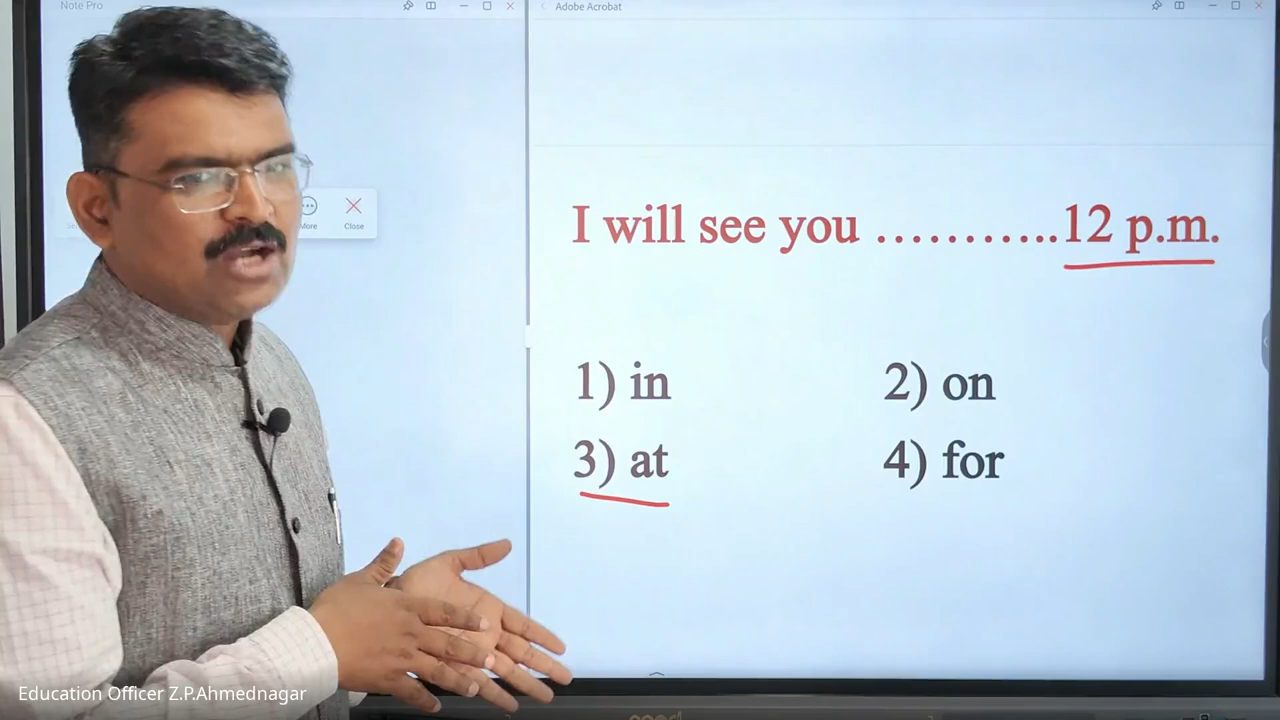 Note Pro
Adobe Acrobat
More
Close
I will see you ………...12 p.m.
1) in
2) on
3) at
4) for
Education Officer Z.P.Ahmednagar